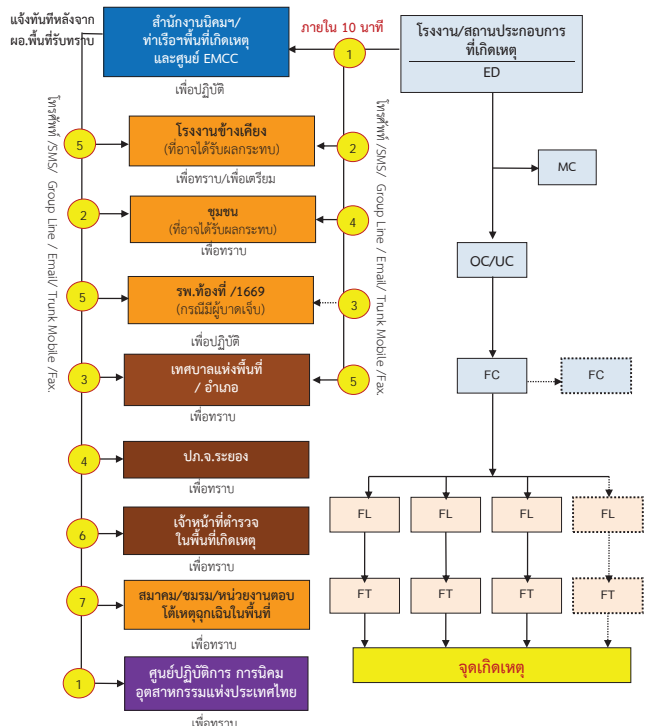 แจ้งทันทีหลังจาก
ผอ.พื้นที่รับทราบ
สำนักงานนิคมฯ/
ท่าเรือฯพื้นที่เกิดเหตุ
และศูนย์ EMCC
เพื่อปฏิบัติ
ภายใน 10 นาที
1
โรงงาน/สถานประกอบการ
ที่เกิดเหตุ
ED
โทรศัพท์ /SMS/ Group Line / Email/ Trunk Mobile /Fax.
5
โรงงานข้างเคียง
(ที่อาจได้รับผลกระทบ)
2
เพื่อทราบ/เพื่อเตรียม
2
ชุมชน
(ที่อาจได้รับผลกระทบ)
4
เพื่อทราบ
5
รพ.ท้องที่ /1669
(กรณีมีผู้บาดเจ็บ)
3
เพื่อปฏิบัติ
3
เทศบาลแห่งพื้นที่
/ อำเภอ
5
เพื่อทราบ
โทรศัพท์ /SMS/ Group Line / Email/ Trunk Mobile /Fax.
4
ปภ.จ.ระยอง
เพื่อทราบ
6
เจ้าหน้าที่ตำรวจ
ในพื้นที่เกิดเหตุ
เพื่อทราบ
7
สมาคม/ชมรม/หน่วยงานตอบ
โต้เหตุฉุกเฉินในพื้นที่
เพื่อทราบ
1
ศูนย์ปฏิบัติการ การนิคม
อุตสาหกรรมแห่งประเทศไทย
เพื่อทราบ
MC
OC/UC
FC
FC
FL
FL
FL
FL
FT
FT
FT
FT
จุดเกิดเหตุ